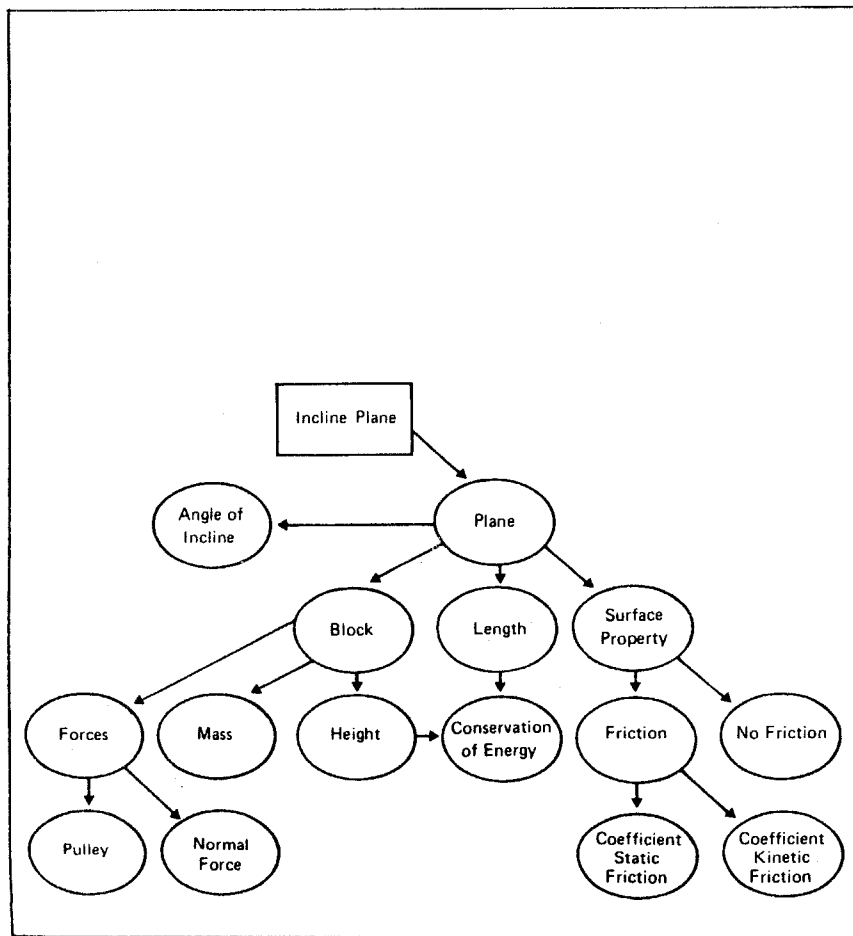 Incline Plane
Angle of
Incline
Plane
Block
Length
Surface
Property
Forces
Mass
Height
Conservation
of Energy
Friction
No Friction
Pulley
Normal
Force
Coefficient
Static
Friction
Coefficient
Kinetic
Friction